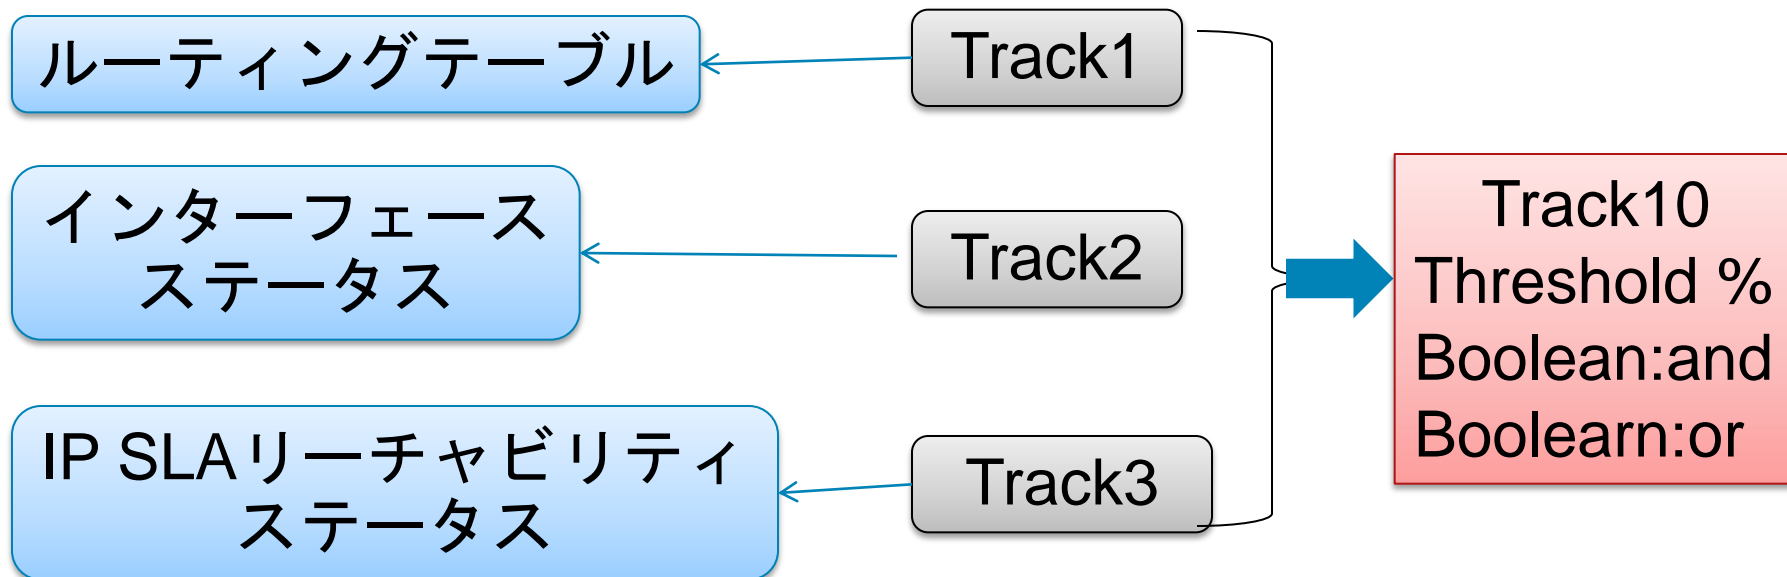 ルーティングテーブル
Track1
インターフェース
ステータス
Track2
IP SLAリーチャビリティ
ステータス
Track3
Track10
Threshold %
Boolean:and
Boolearn:or